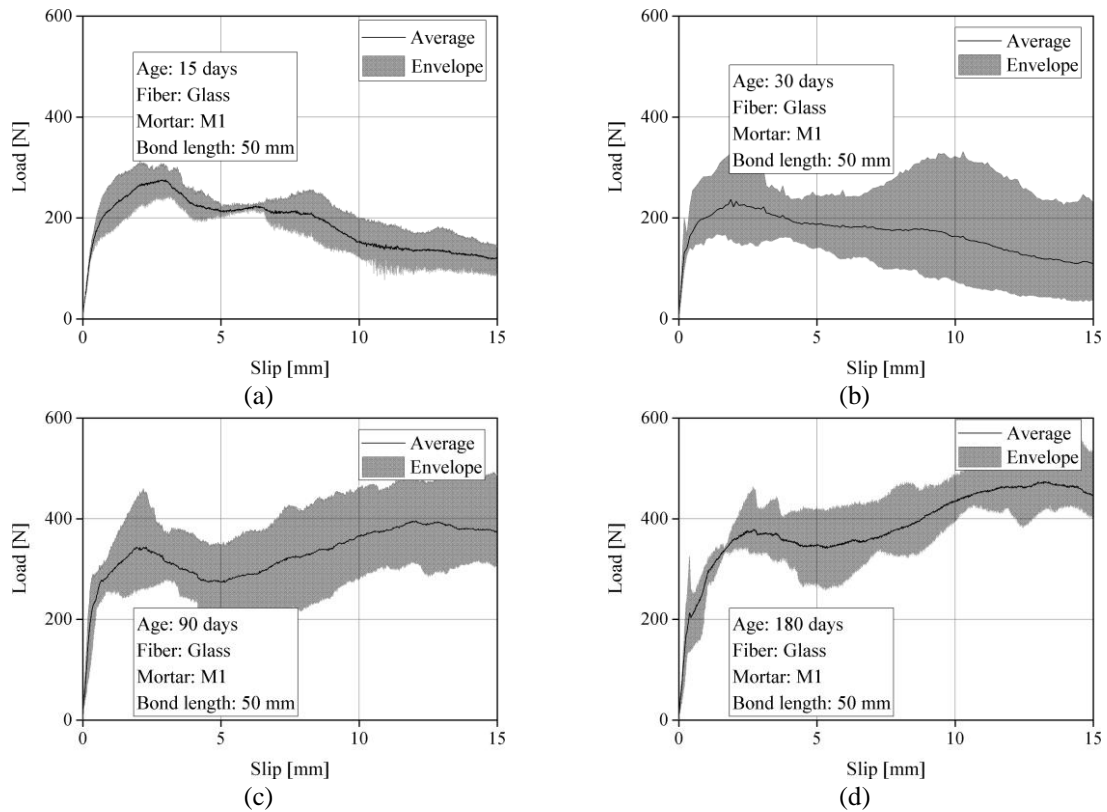 600
400
200
0
Load [N]
Average
Envelope
Age: 15 days
Fiber: Glass
Mortar: M1
Bond length: 50 mm
0 5 10 15
Slip [mm]
(a)
600
400
200
0
Load [N]
Average
Envelope
Age: 30 days
Fiber: Glass
Mortar: M1
Bond length: 50 mm
0 5 10 15
Slip [mm]
(b)
600
400
200
0
Load [N]
Average
Envelope
Age: 90 days
Fiber: Glass
Mortar: M1
Bond length: 50 mm
0 5 10 15
Slip [mm]
(c)
600
400
200
0
Load [N]
Average
Envelope
Age: 180 days
Fiber: Glass
Mortar: M1
Bond length: 50 mm
0 5 10 15
Slip [mm]
(d)